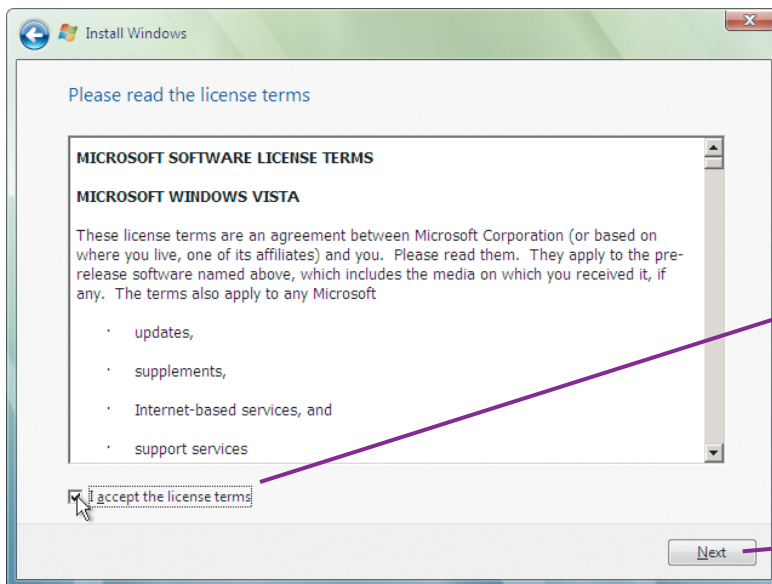 Install Windows
Please read the license terms
MICROSOFT SOFTWARE LICENSE TERMS
MICROSOFT WINDOWS VISTA
These license terms are an agreement between Microsoft Corporation (or based on
where you live, one of its affiliates) and you.  Please read them.  They apply to the pre-
release software named above, which includes the media on which you received it, if
any.  The terms also apply to any Microsoft
· updates,
· supplements,
· Internet-based services, and
· support services
I accept the license terms
Next